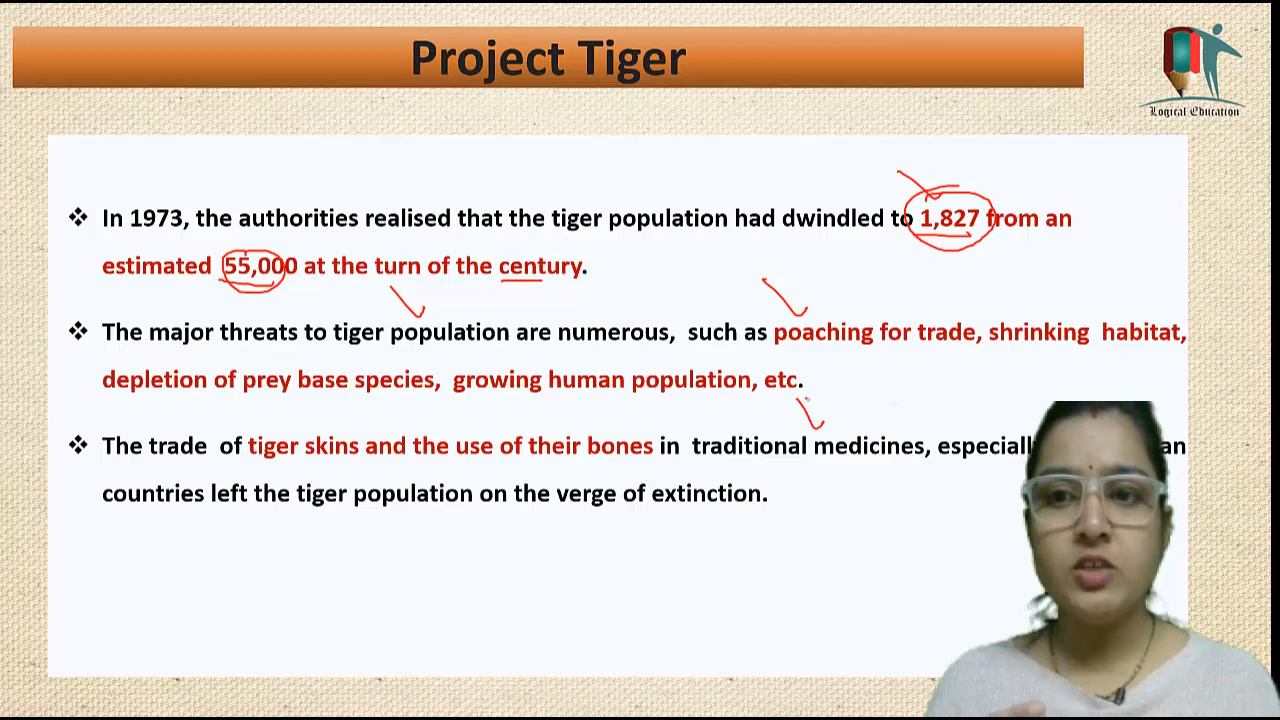 Project Tiger
Logical Education
❖ In 1973, the authorities realised that the tiger population had dwindled to 1,827 from an
estimated 55,000 at the turn of the century.
❖ The major threats to tiger population are numerous, such as poaching for trade, shrinking habitat,
depletion of prey base species, growing human population, etc.
❖ The trade of tiger skins and the use of their bones in traditional medicines,
countries left the tiger population on the verge of extinction.